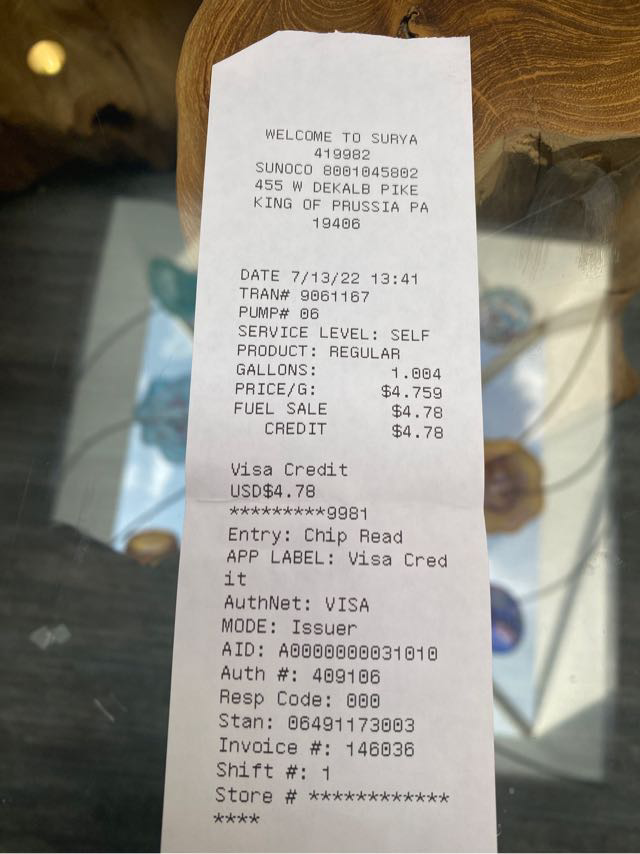 WELCOME TO SURYA
419982
SUNOCO 8001045802
455 W DEKALB PIKE
KING OF PRUSSIA PA
19406
DATE 7/13/22 13:41
TRAN# 9061167
PUMP# 06
SERVICE LEVEL: SELF
PRODUCT: REGULAR
GALLONS: 1.004
PRICE/G: $4.759
FUEL SALE $4.78
CREDIT $4.78
Visa Credit
USD$4.78
*********9981
Entry: Chip Read
APP LABEL: Visa Cred
it
AuthNet: VISA
MODE: Issuer
AID: A0000000031010
Auth #: 409106
Resp Code: 000
Stan: 06491173003
Invoice #: 146036
Shift #: 1
Store # ************
****